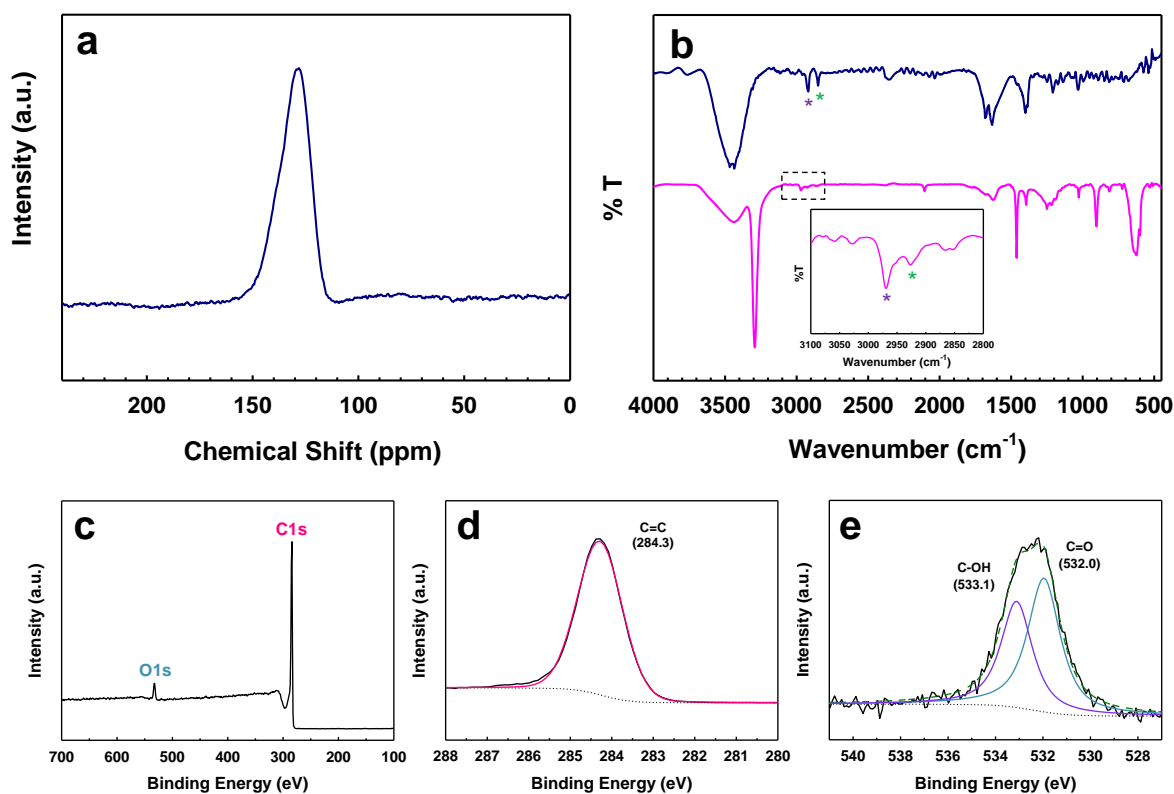 a
Intensity (a.u.)
200 150 100 50 0
Chemical Shift (ppm)
b
% T
*
*
%T
*
*
3100 3050 3000 2950 2900 2850 2800
Wavenumber (cm-1)
4000 3500 3000 2500 2000 1500 1000 500
Wavenumber (cm-1)
c
C1s
O1s
Intensity (a.u.)
700 600 500 400 300 200 100
Binding Energy (eV)
d
C=C
(284.3)
Intensity (a.u.)
288 287 286 285 284 283 282 281 280
Binding Energy (eV)
e
C=O
(532.0)
C-OH
(533.1)
Intensity (a.u.)
540 538 536 534 532 530 528
Binding Energy (eV)